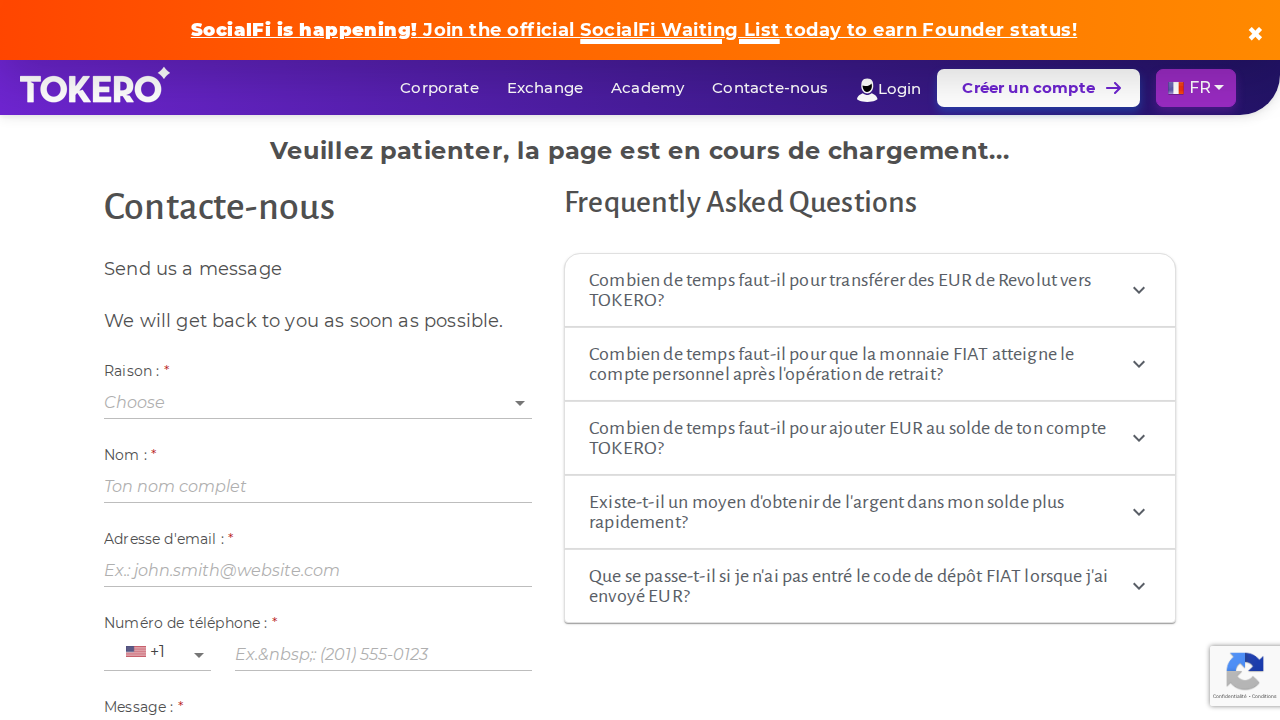 SocialFi is happening! Join the official SocialFi Waiting List today to earn Founder status!
✖
TOKERO
Corporate
Exchange
Academy
Contacte-nous
Login
Créer un compte
FR
Veuillez patienter, la page est en cours de chargement...
Contacte-nous
Send us a message
We will get back to you as soon as possible.
Raison : *
Choose
Nom : *
Ton nom complet
Adresse d'email : *
Ex.: john.smith@website.com
Numéro de téléphone : *
+1
Ex.&nbsp;: (201) 555-0123
Message : *
Frequently Asked Questions
Combien de temps faut-il pour transférer des EUR de Revolut vers
TOKERO?
Combien de temps faut-il pour que la monnaie FIAT atteigne le
compte personnel après l'opération de retrait?
Combien de temps faut-il pour ajouter EUR au solde de ton compte
TOKERO?
Existe-t-il un moyen d'obtenir de l'argent dans mon solde plus
rapidement?
Que se passe-t-il si je n'ai pas entré le code de dépôt FIAT lorsque j'ai
envoyé EUR?
Confidentialité • Conditions